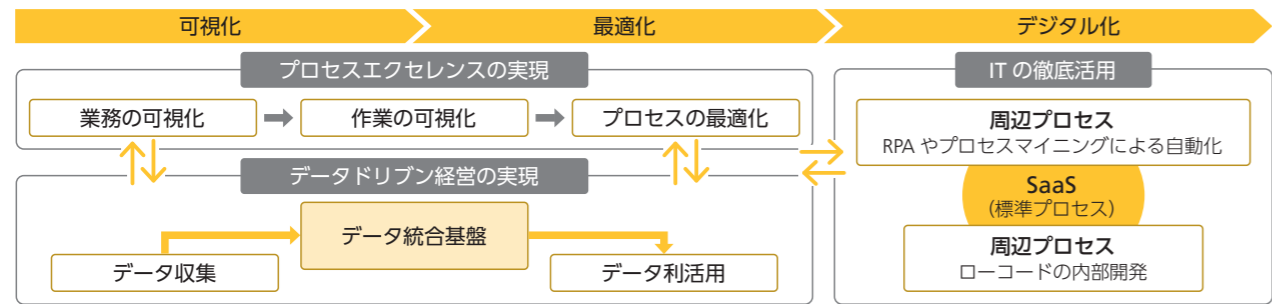 可視化
最適化
デジタル化
プロセスエクセレンスの実現
業務の可視化
作業の可視化
プロセスの最適化
データドリブン経営の実現
データ統合基盤
データ収集
データ利活用
IT の徹底活用
周辺プロセス
RPA やプロセスマイニングによる自動化
SaaS
(標準プロセス)
周辺プロセス
ローコードの内部開発